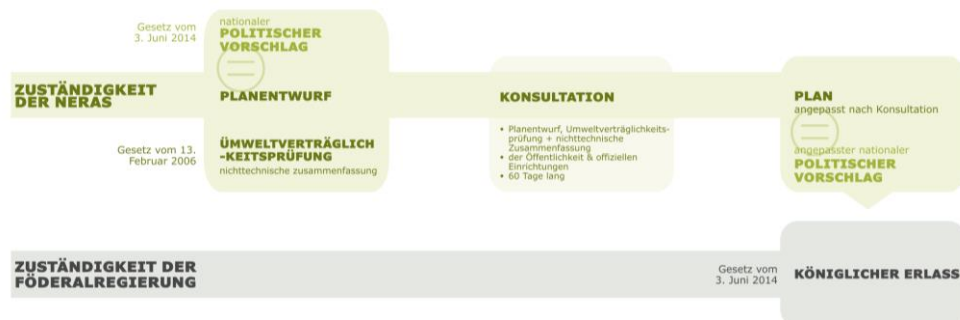 Gesetz vom
3. Juni 2014
nationaler
POLITISCHER
VORSCHLAG
ZUSTÄNDIGKEIT
DER NERAS
PLANENTWURF
KONSULTATION
PLAN
angepasst nach Konsultation
Gesetz vom 13.
Februar 2006
ÜMWELTVERTRÄGLICH
-KEITSPRÜFUNG
nichttechnische zusammenfassung
• Planentwurf, Umweltverträglichkeits-
prüfung + nichttechnische
Zusammenfassung
• der Öffentlichkeit & offiziellen
Einrichtungen
• 60 Tage lang
angepasster nationaler
POLITISCHER
VORSCHLAG
ZUSTÄNDIGKEIT DER
FÖDERALREGIERUNG
Gesetz vom
3. Juni 2014
KÖNIGLICHER ERLASS